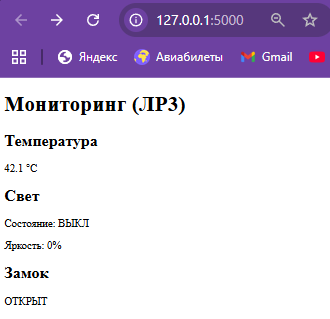 127.0.0.1:5000
Яндекс
Авиабилеты
Gmail
Мониторинг (ЛР3)
Температура
42.1 °C
Свет
Состояние: ВЫКЛ
Яркость: 0%
Замок
ОТКРЫТ